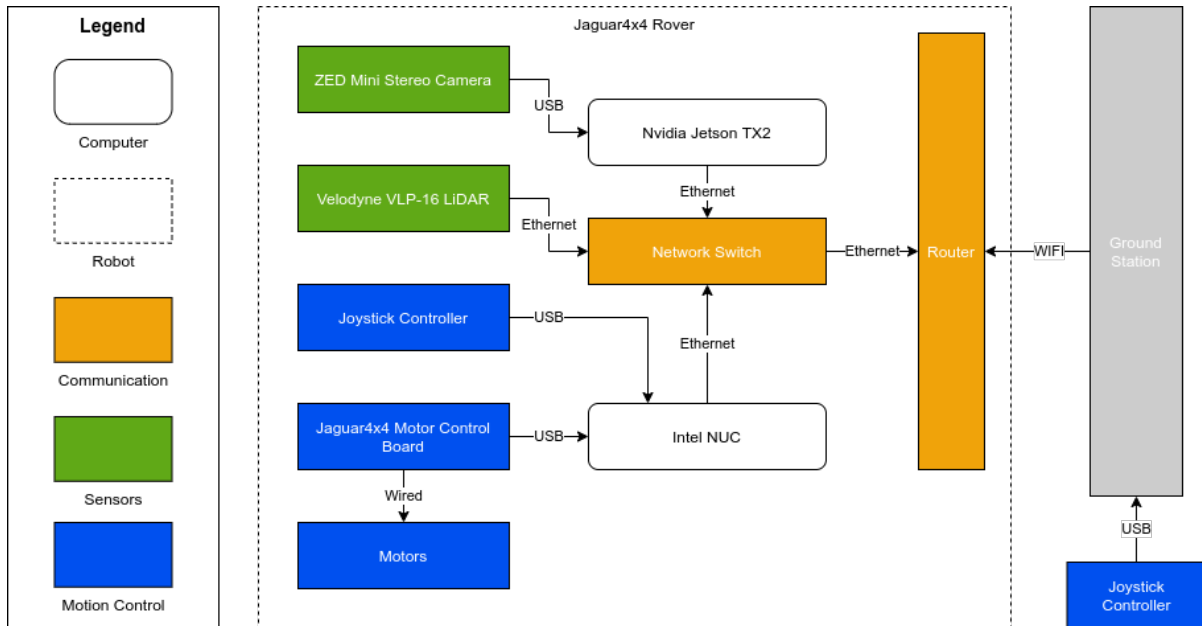 Legend
Computer
Robot
Communication
Sensors
Motion Control
Jaguar4x4 Rover
ZED Mini Stereo Camera
USB
Nvidia Jetson TX2
Ethernet
Velodyne VLP-16 LiDAR
Ethernet
Network Switch
Ethernet
Router
WIFI
Ground
Station
Joystick Controller
USB
Ethernet
Jaguar4x4 Motor Control
Board
USB
Intel NUC
Wired
Motors
USB
Joystick
Controller